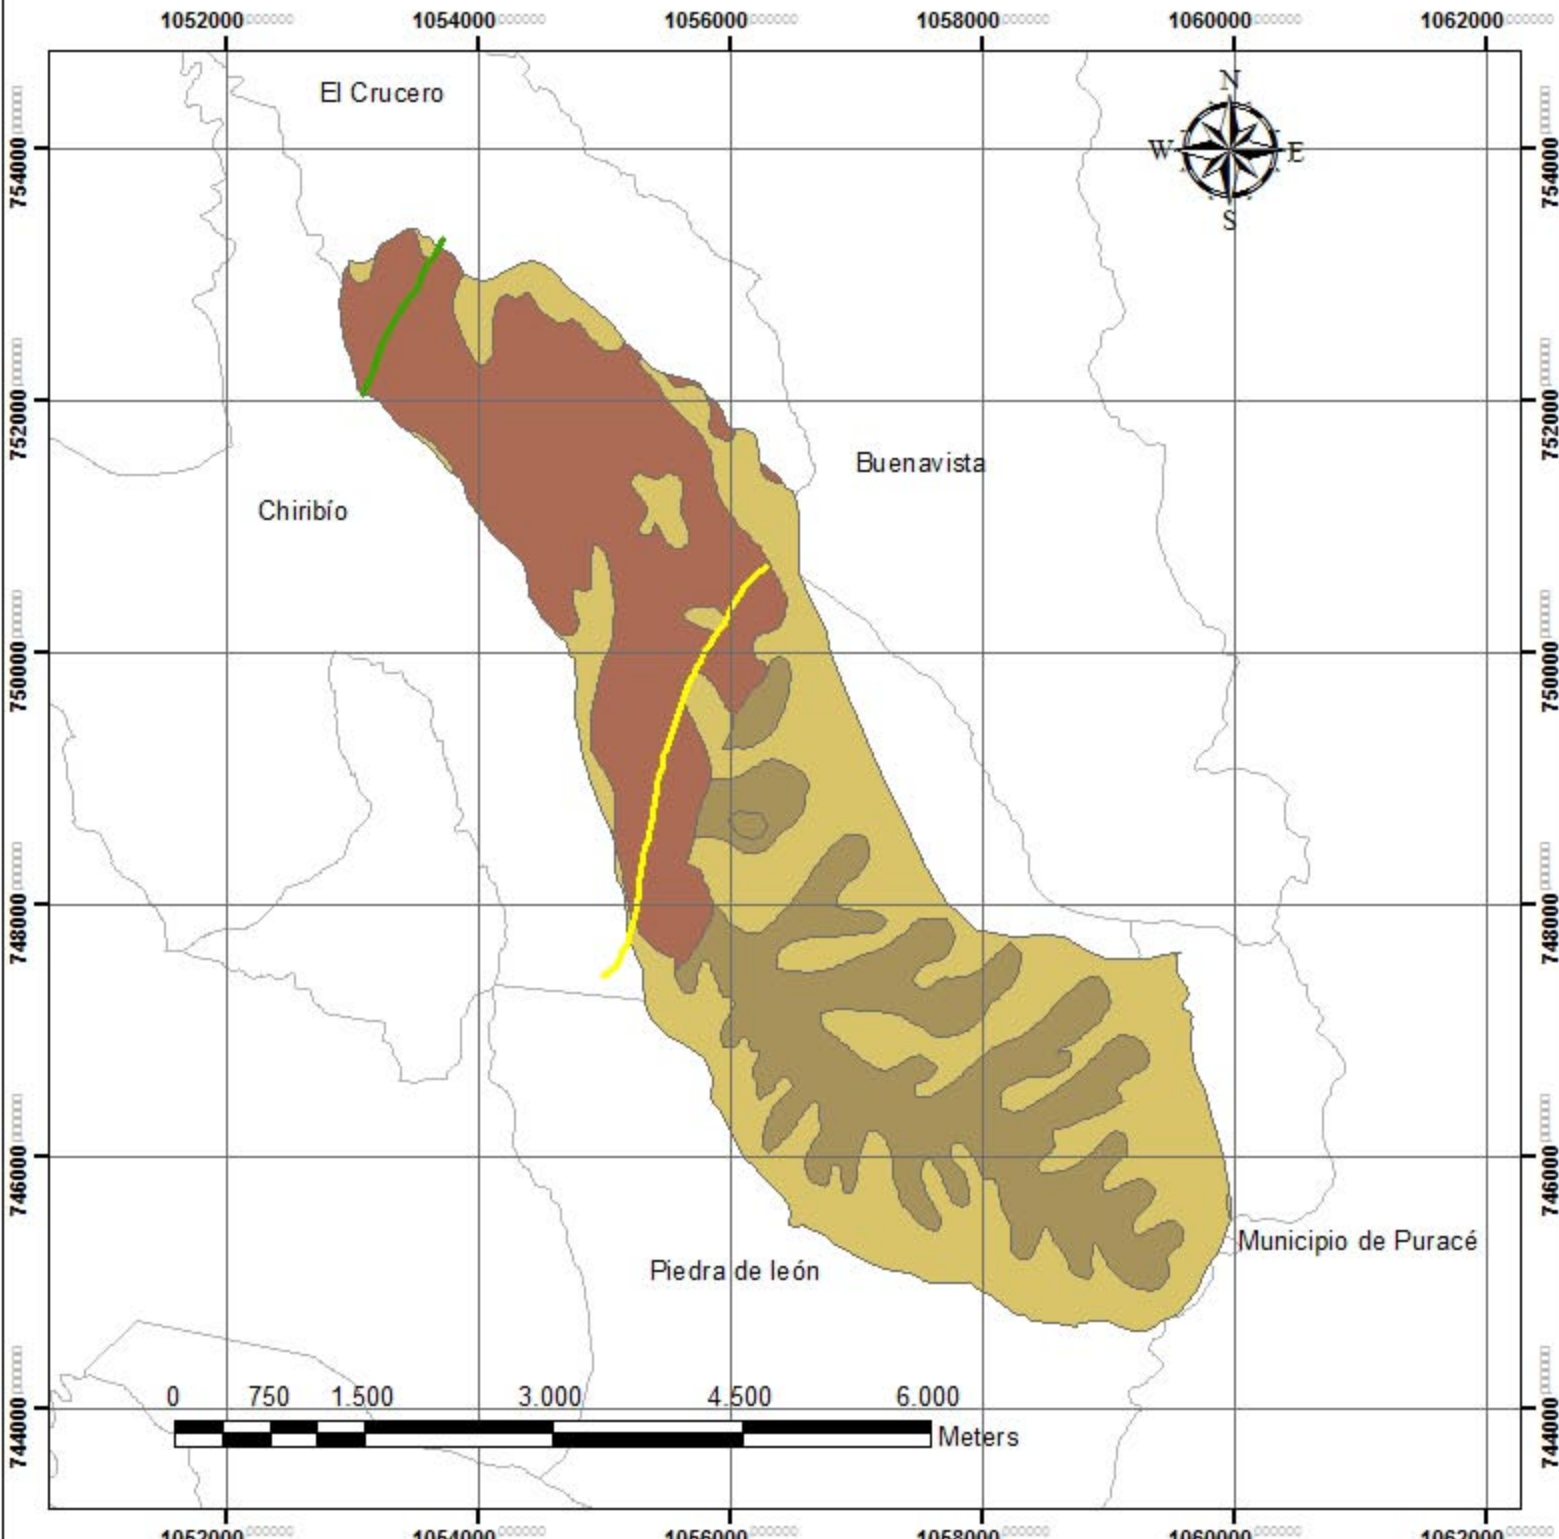 1052000 1054000 1056000 1058000 1060000 1062000
N
W E
S
El Crucero
754000 754000
752000 752000
Buenavista
Chiribío
750000 750000
748000 748000
746000 746000
Municipio de Puracé
Piedra de león
744000 744000
0 750 1.500 3.000 4.500 6.000
Meters
1052000 1054000 1056000 1058000 1060000